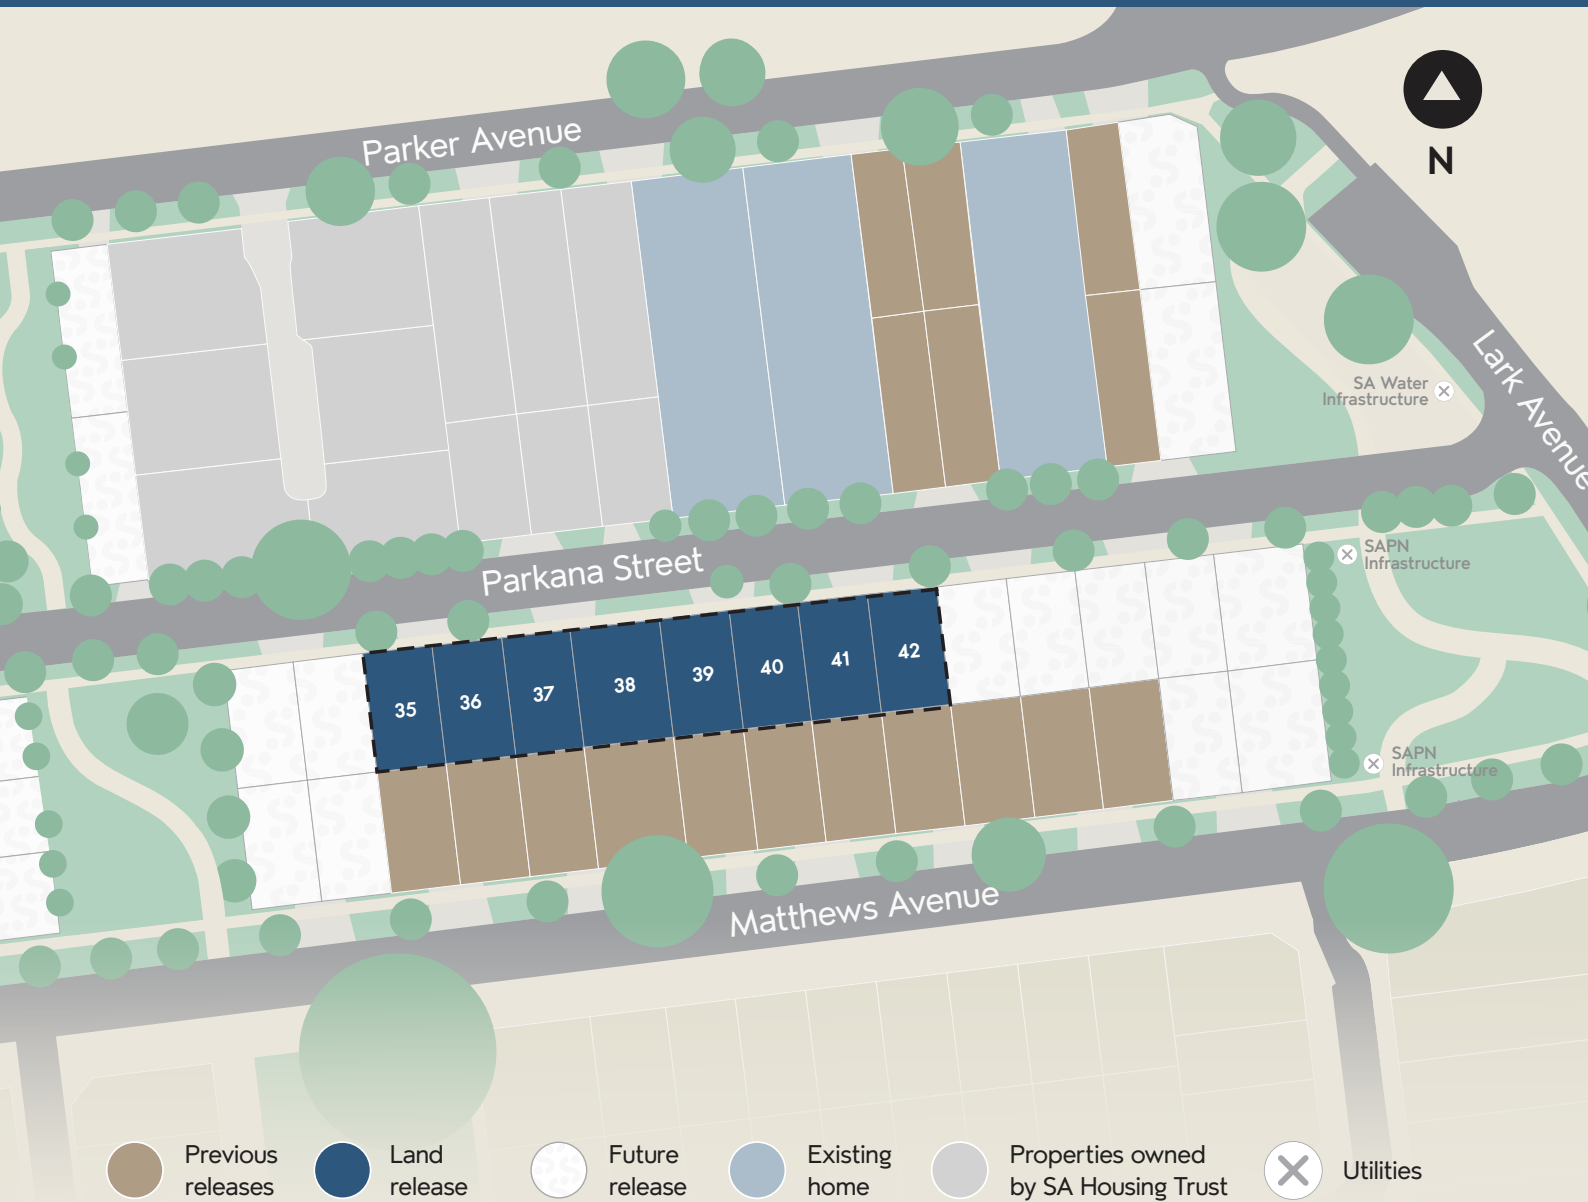 Parker Avenue
N
Lark Avenue
SA Water
Infrastructure
Parkana Street
SAPN
Infrastructure
35
36
37
38
39
40
41
42
SAPN
Infrastructure
Matthews Avenue
Previous
releases
Land
release
Future
release
Existing
home
Properties owned
by SA Housing Trust
Utilities